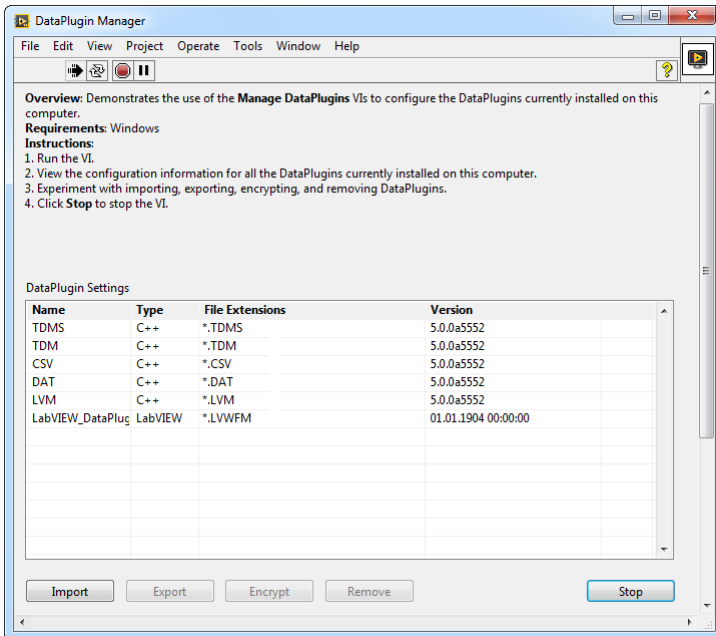 DataPlugin Manager
File Edit View Project Operate Tools Window Help
Overview: Demonstrates the use of the Manage DataPlugins VIs to configure the DataPlugins currently installed on this
computer.
Requirements: Windows
Instructions:
1. Run the VI.
2. View the configuration information for all the DataPlugins currently installed on this computer.
3. Experiment with importing, exporting, encrypting, and removing DataPlugins.
4. Click Stop to stop the VI.
DataPlugin Settings
Name Type File Extensions Version
TDMS C++ *.TDMS 5.0.0a5552
TDM C++ *.TDM 5.0.0a5552
CSV C++ *.CSV 5.0.0a5552
DAT C++ *.DAT 5.0.0a5552
LVM C++ *.LVM 5.0.0a5552
LabVIEW_DataPlug LabVIEW *.LVWFM 01.01.1904 00:00:00
Import Export Encrypt Remove Stop